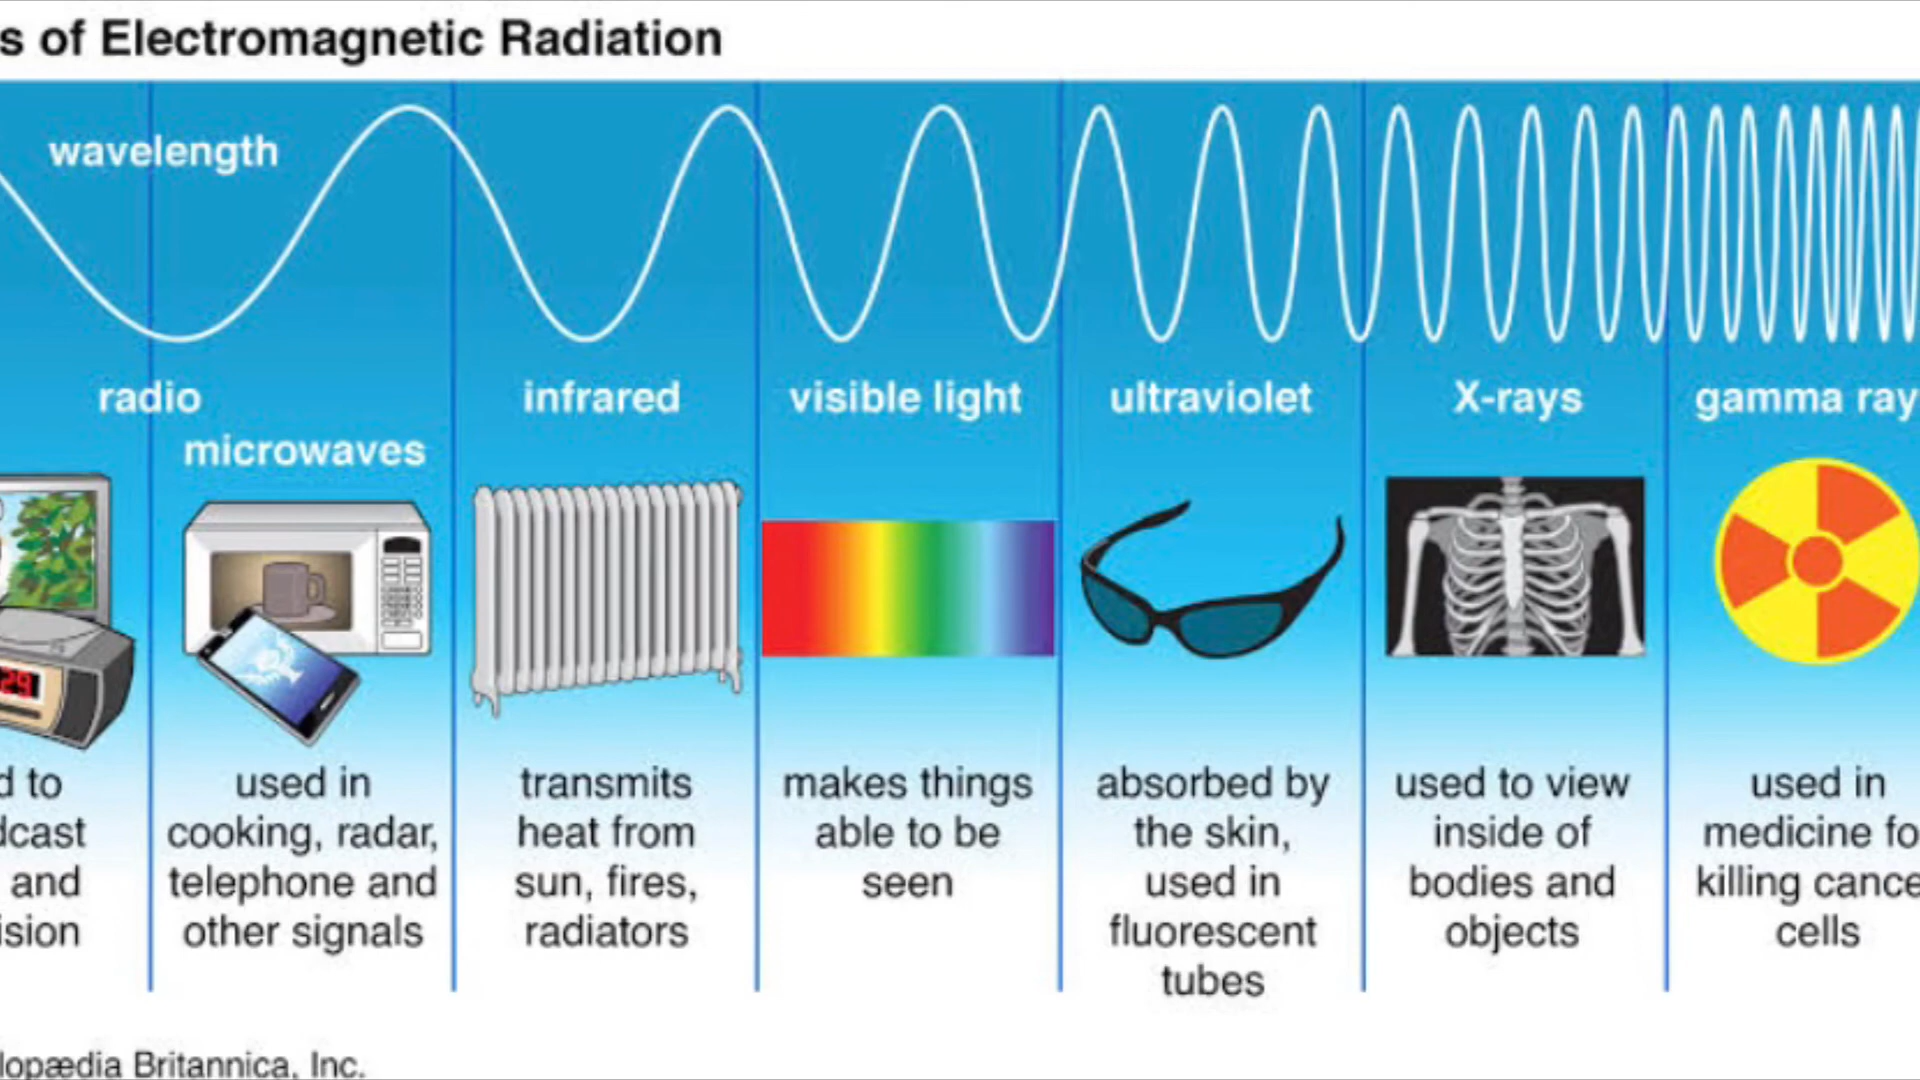 s of Electromagnetic Radiation
wavelength
radio
microwaves
infrared
visible light
ultraviolet
X-rays
gamma ray
29
d to
dcast
and
ision
used in
cooking, radar,
telephone and
other signals
transmits
heat from
sun, fires,
radiators
makes things
able to be
seen
absorbed by
the skin,
used in
fluorescent
tubes
used to view
inside of
bodies and
objects
used in
medicine fo
killing cance
cells
lopædia Britannica, Inc.